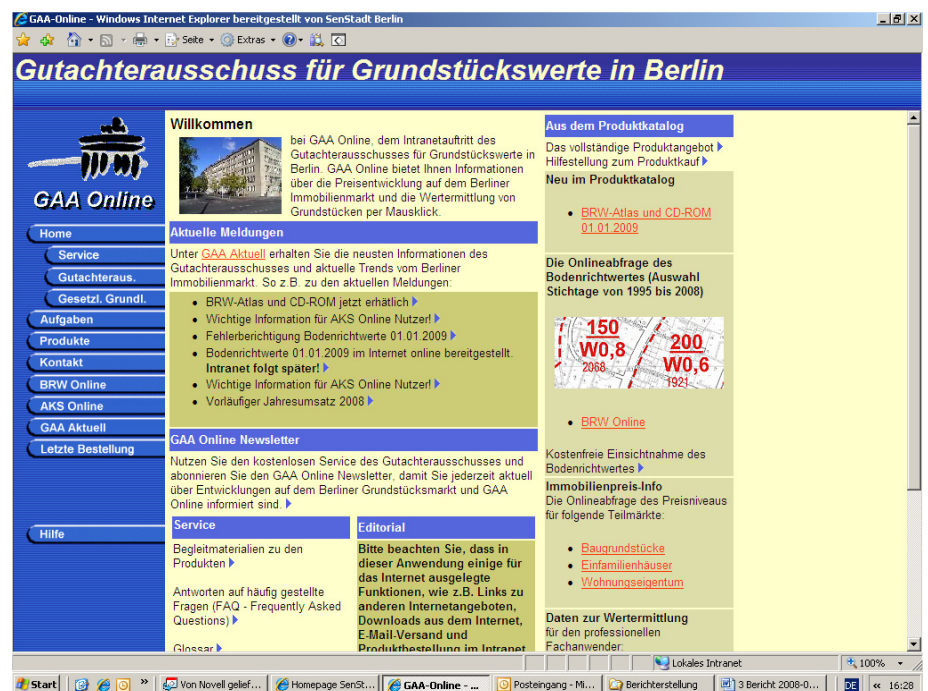 GAA-Online - Windows Internet Explorer bereitgestellt von SenStadt Berlin
Seite
Extras
Gutachterausschuss für Grundstückswerte in Berlin
GAA Online
Home
Service
Gutachteraus.
Gesetzl. Grundl.
Aufgaben
Produkte
Kontakt
BRW Online
AKS Online
GAA Aktuell
Letzte Bestellung
Hilfe
Willkommen
bei GAA Online, dem Intranetauftritt des
Gutachterausschusses für Grundstückswerte in
Berlin. GAA Online bietet Ihnen Informationen
über die Preisentwicklung auf dem Berliner
Immobilienmarkt und die Wertermittlung von
Grundstücken per Mausklick.
Aktuelle Meldungen
Unter GAA Aktuell erhalten Sie die neusten Informationen des
Gutachterausschusses und aktuelle Trends vom Berliner
Immobilienmarkt. So z.B. zu den aktuellen Meldungen:
• BRW-Atlas und CD-ROM jetzt erhätlich
• Wichtige Information für AKS Online Nutzer!
• Fehlerberichtigung Bodenrichtwerte 01.01.2009
• Bodenrichtwerte 01.01.2009 im Internet online bereitgestellt.
Intranet folgt später!
• Wichtige Information für AKS Online Nutzer!
• Vorläufiger Jahresumsatz 2008
GAA Online Newsletter
Nutzen Sie den kostenlosen Service des Gutachterausschusses und
abonnieren Sie den GAA Online Newsletter, damit Sie jederzeit aktuell
über Entwicklungen auf dem Berliner Grundstücksmarkt und GAA
Online informiert sind.
Service
Begleitmaterialien zu den
Produkten
Antworten auf häufig gestellte
Fragen (FAQ - Frequently Asked
Questions)
Glossar
Editorial
Bitte beachten Sie, dass in
dieser Anwendung einige für
das Internet ausgelegte
Funktionen, wie z.B. Links zu
anderen Internetangeboten,
Downloads aus dem Internet,
E-Mail-Versand und
Produktbestellung im Intranet
Aus dem Produktkatalog
Das vollständige Produktangebot
Hilfestellung zum Produktkauf
Neu im Produktkatalog
• BRW-Atlas und CD-ROM
01.01.2009
Die Onlineabfrage des
Bodenrichtwertes (Auswahl
Stichtage von 1995 bis 2008)
150
W0,8
2068
200
W0,6
1921
• BRW Online
Kostenfreie Einsichtnahme des
Bodenrichtwertes
Immobilienpreis-Info
Die Onlineabfrage des Preisniveaus
für folgende Teilmärkte:
• Baugrundstücke
• Einfamilienhäuser
• Wohnungseigentum
Daten zur Wertermittlung
für den professionellen
Fachanwender:
Lokales Intranet
100%
Start
»
Von Novell gelief...
Homepage SenSt...
GAA-Online - ...
Posteingang - Mi...
Berichterstellung
3 Bericht 2008-0...
DE
«
16:28